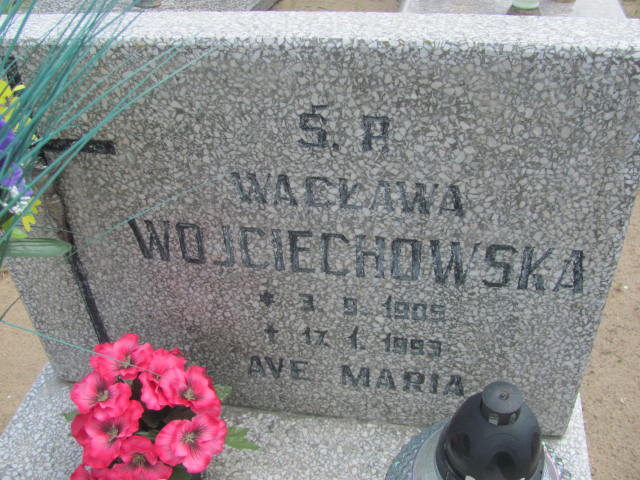 Ś. P.
WACŁAWA
WOJCIECHOWSKA
* 3. 9. 1905
+ 17. 1. 1993
AVE MARIA